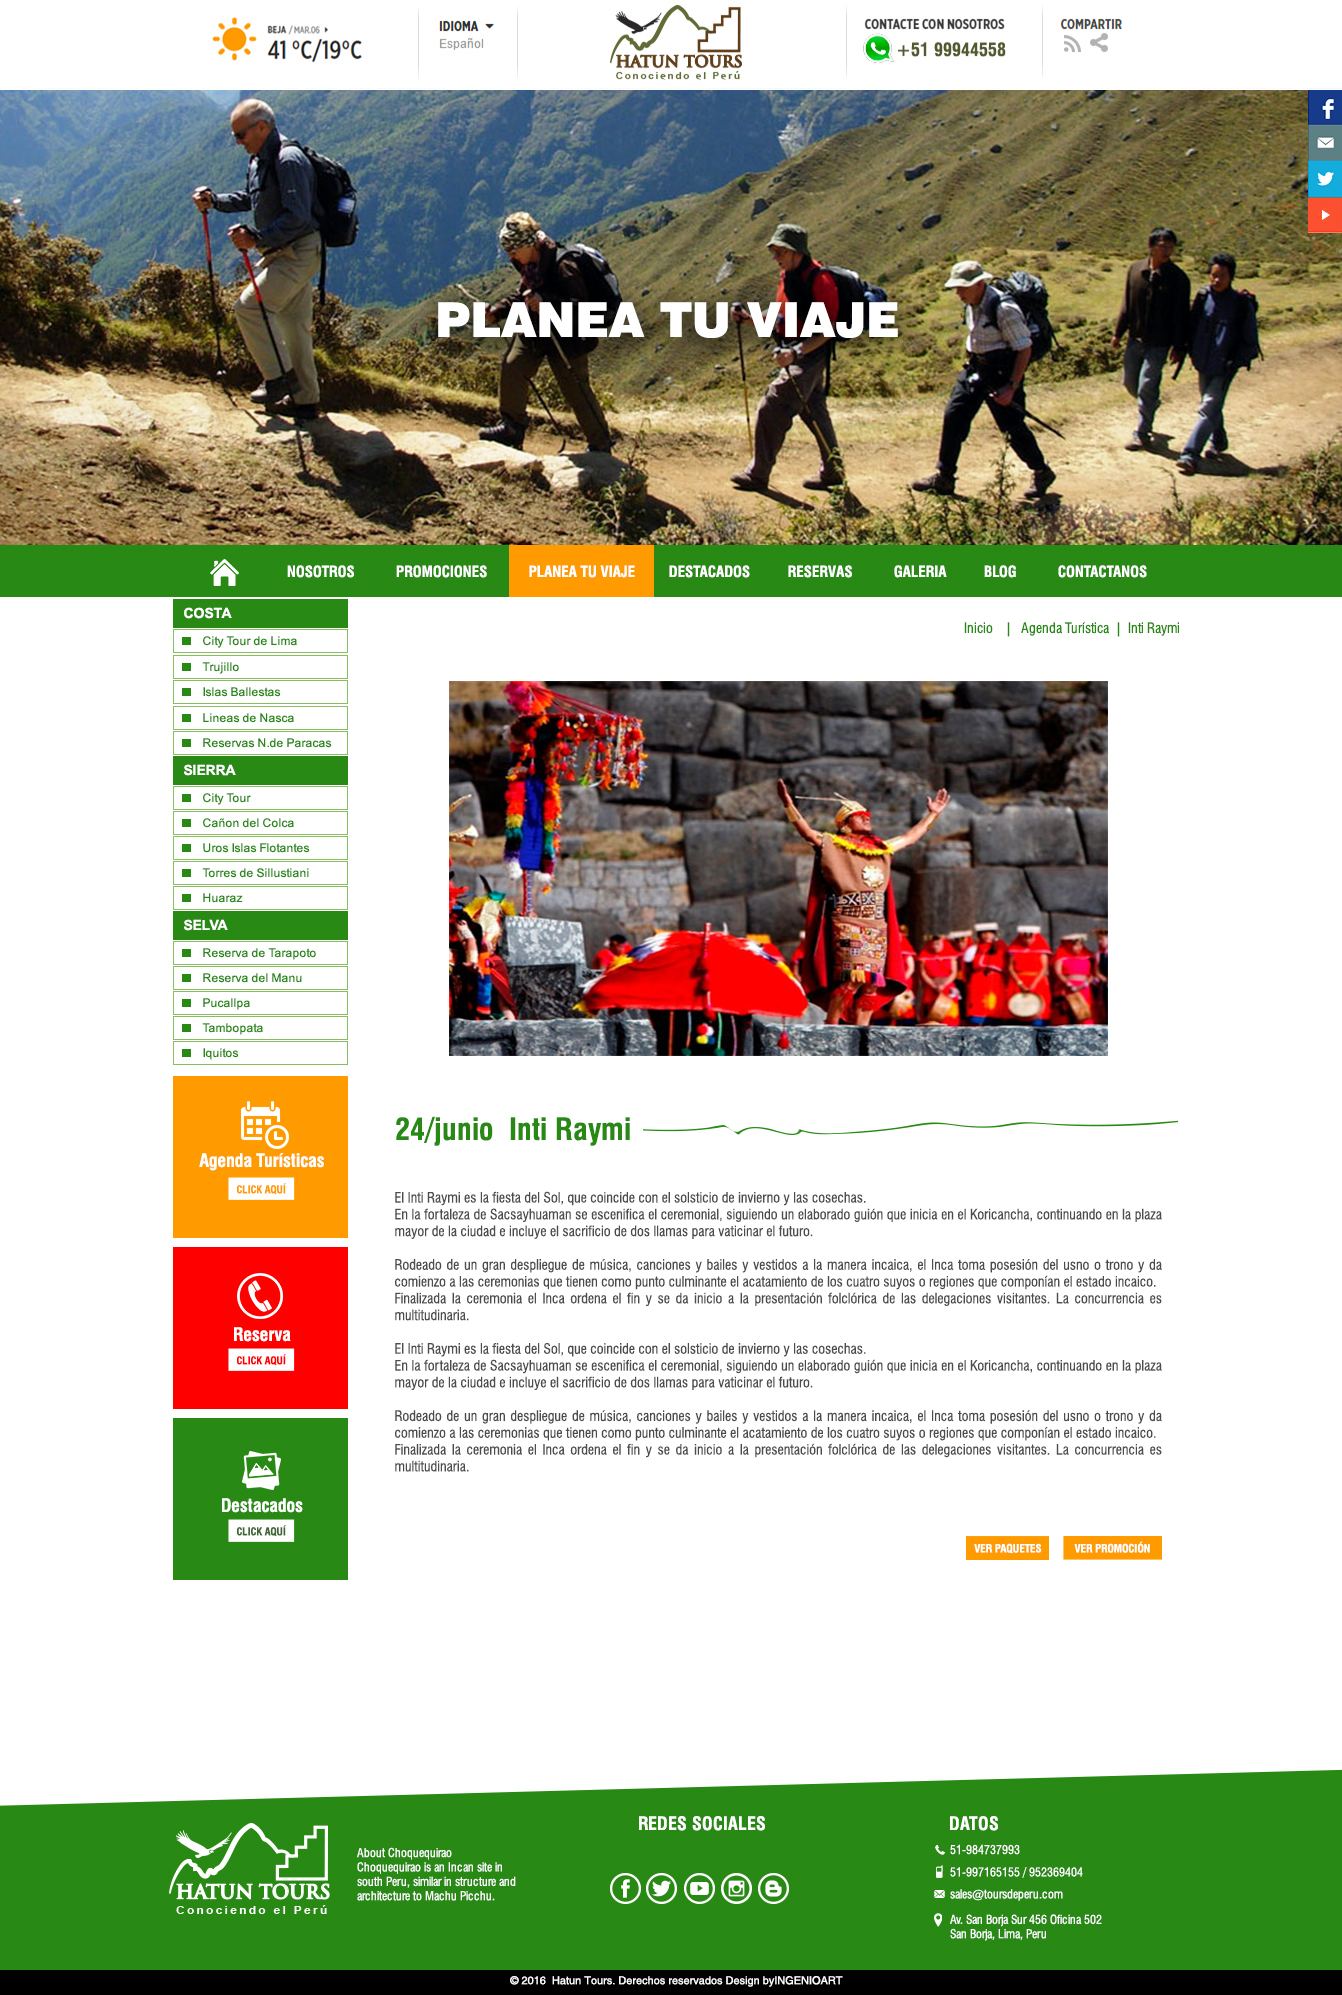 BEJA / MAR.06
41 ºC/19ºC
IDIOMA
Español
HATUN TOURS
Conociendo el Perú
CONTACTE CON NOSOTROS
+51 99944558
COMPARTIR
PLANEA TU VIAJE
NOSOTROS PROMOCIONES PLANEA TU VIAJE DESTACADOS RESERVAS GALERIA BLOG CONTACTANOS
Inicio | Agenda Turística | Inti Raymi
COSTA
City Tour de Lima
Trujillo
Islas Ballestas
Lineas de Nasca
Reservas N.de Paracas
SIERRA
City Tour
Cañon del Colca
Uros Islas Flotantes
Torres de Sillustiani
Huaraz
SELVA
Reserva de Tarapoto
Reserva del Manu
Pucallpa
Tambopata
Iquitos
Agenda Turísticas
CLICK AQUÍ
Reserva
CLICK AQUÍ
Destacados
CLICK AQUÍ
24/junio Inti Raymi
El Inti Raymi es la fiesta del Sol, que coincide con el solsticio de invierno y las cosechas.
En la fortaleza de Sacsayhuaman se escenifica el ceremonial, siguiendo un elaborado guión que inicia en el Koricancha, continuando en la plaza
mayor de la ciudad e incluye el sacrificio de dos llamas para vaticinar el futuro.
Rodeado de un gran despliegue de música, canciones y bailes y vestidos a la manera incaica, el Inca toma posesión del usno o trono y da
comienzo a las ceremonias que tienen como punto culminante el acatamiento de los cuatro suyos o regiones que componían el estado incaico.
Finalizada la ceremonia el Inca ordena el fin y se da inicio a la presentación folclórica de las delegaciones visitantes. La concurrencia es
multitudinaria.
El Inti Raymi es la fiesta del Sol, que coincide con el solsticio de invierno y las cosechas.
En la fortaleza de Sacsayhuaman se escenifica el ceremonial, siguiendo un elaborado guión que inicia en el Koricancha, continuando en la plaza
mayor de la ciudad e incluye el sacrificio de dos llamas para vaticinar el futuro.
Rodeado de un gran despliegue de música, canciones y bailes y vestidos a la manera incaica, el Inca toma posesión del usno o trono y da
comienzo a las ceremonias que tienen como punto culminante el acatamiento de los cuatro suyos o regiones que componían el estado incaico.
Finalizada la ceremonia el Inca ordena el fin y se da inicio a la presentación folclórica de las delegaciones visitantes. La concurrencia es
multitudinaria.
VER PAQUETES VER PROMOCIÓN
HATUN TOURS
Conociendo el Perú
About Choquequirao
Choquequirao is an Incan site in
south Peru, similar in structure and
architecture to Machu Picchu.
REDES SOCIALES
DATOS
51-984737993
51-997165155 / 952369404
sales@toursdeperu.com
Av. San Borja Sur 456 Oficina 502
San Borja, Lima, Peru
© 2016 Hatun Tours. Derechos reservados Design byINGENIOART